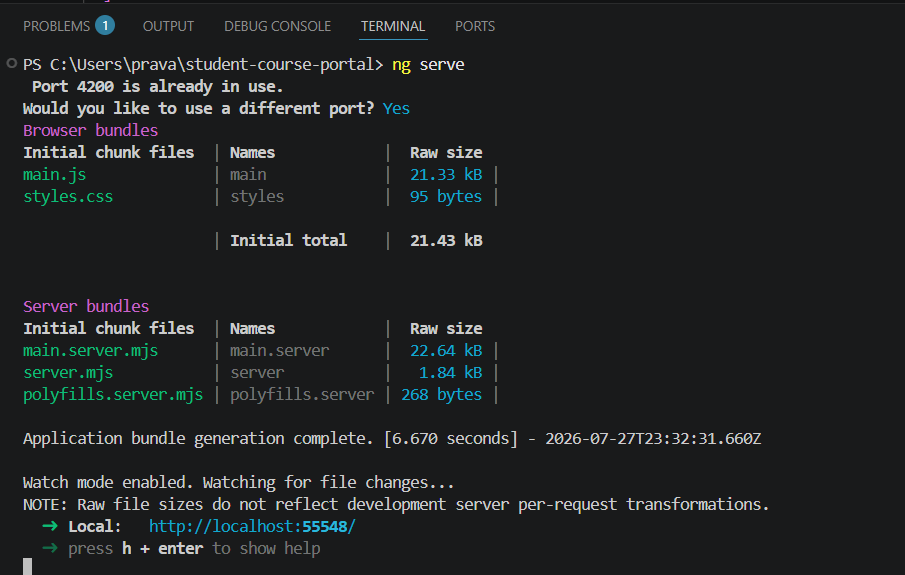 PROBLEMS 1 OUTPUT DEBUG CONSOLE TERMINAL PORTS
PS C:\Users\prava\student-course-portal> ng serve
Port 4200 is already in use.
Would you like to use a different port? Yes
Browser bundles
Initial chunk files | Names | Raw size
main.js | main | 21.33 kB |
styles.css | styles | 95 bytes |
| Initial total | 21.43 kB
Server bundles
Initial chunk files | Names | Raw size
main.server.mjs | main.server | 22.64 kB |
server.mjs | server | 1.84 kB |
polyfills.server.mjs | polyfills.server | 268 bytes |
Application bundle generation complete. [6.670 seconds] - 2026-07-27T23:32:31.660Z
Watch mode enabled. Watching for file changes...
NOTE: Raw file sizes do not reflect development server per-request transformations.
➜ Local: http://localhost:55548/
➜ press h + enter to show help